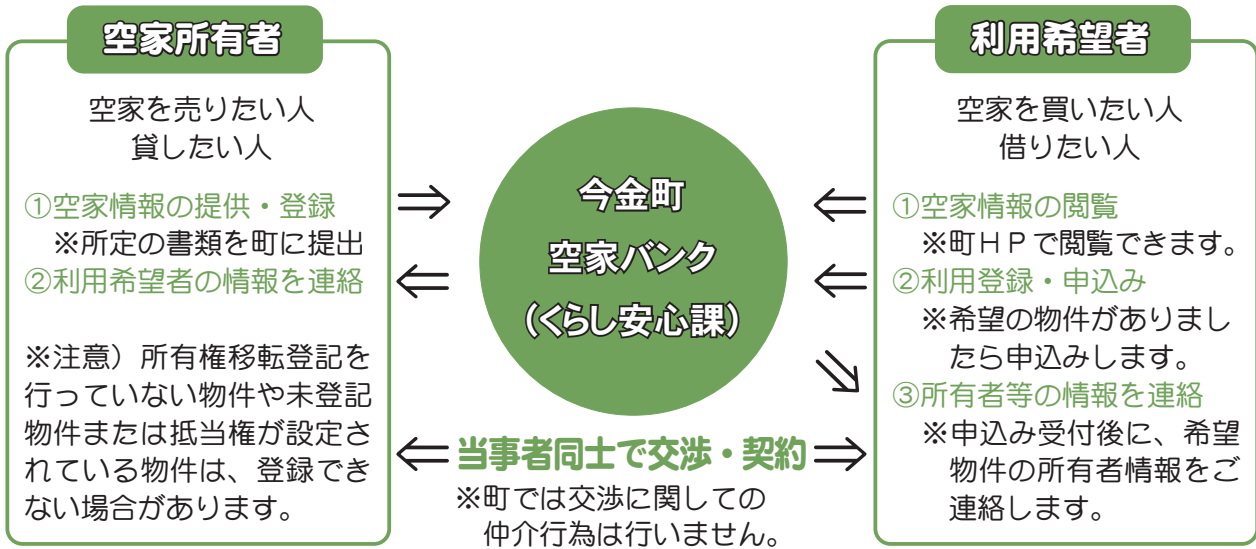 空家所有者
空家を売りたい人
貸したい人
①空家情報の提供・登録
※所定の書類を町に提出
②利用希望者の情報を連絡
※注意）所有権移転登記を
行っていない物件や未登記
物件または抵当権が設定さ
れている物件は、登録でき
ない場合があります。
今金町
空家バンク
（くらし安心課）
当事者同士で交渉・契約
※町では交渉に関しての
仲介行為は行いません。
利用希望者
空家を買いたい人
借りたい人
①空家情報の閲覧
※町ＨＰで閲覧できます。
②利用登録・申込み
※希望の物件がありまし
たら申込みします。
③所有者等の情報を連絡
※申込み受付後に、希望
物件の所有者情報をご
連絡します。